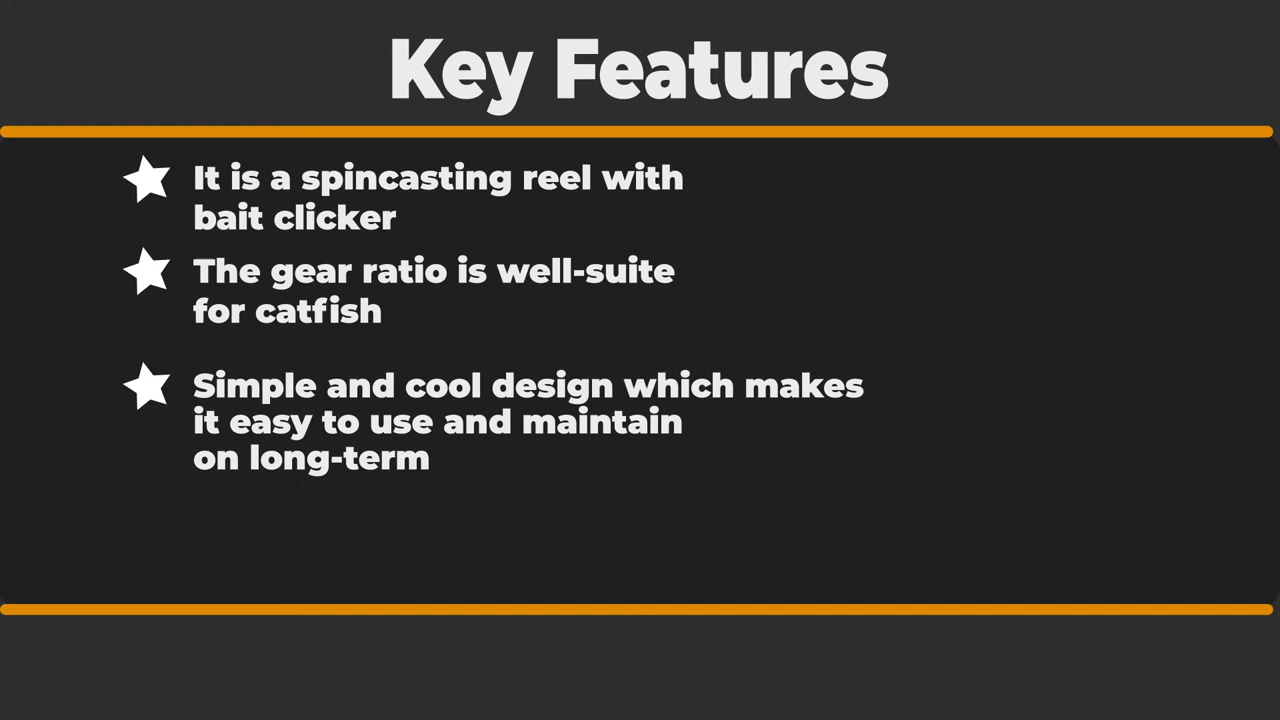 Key Features
It is a spincasting reel with
bait clicker
The gear ratio is well-suite
for catfish
Simple and cool design which makes
it easy to use and maintain
on long-term